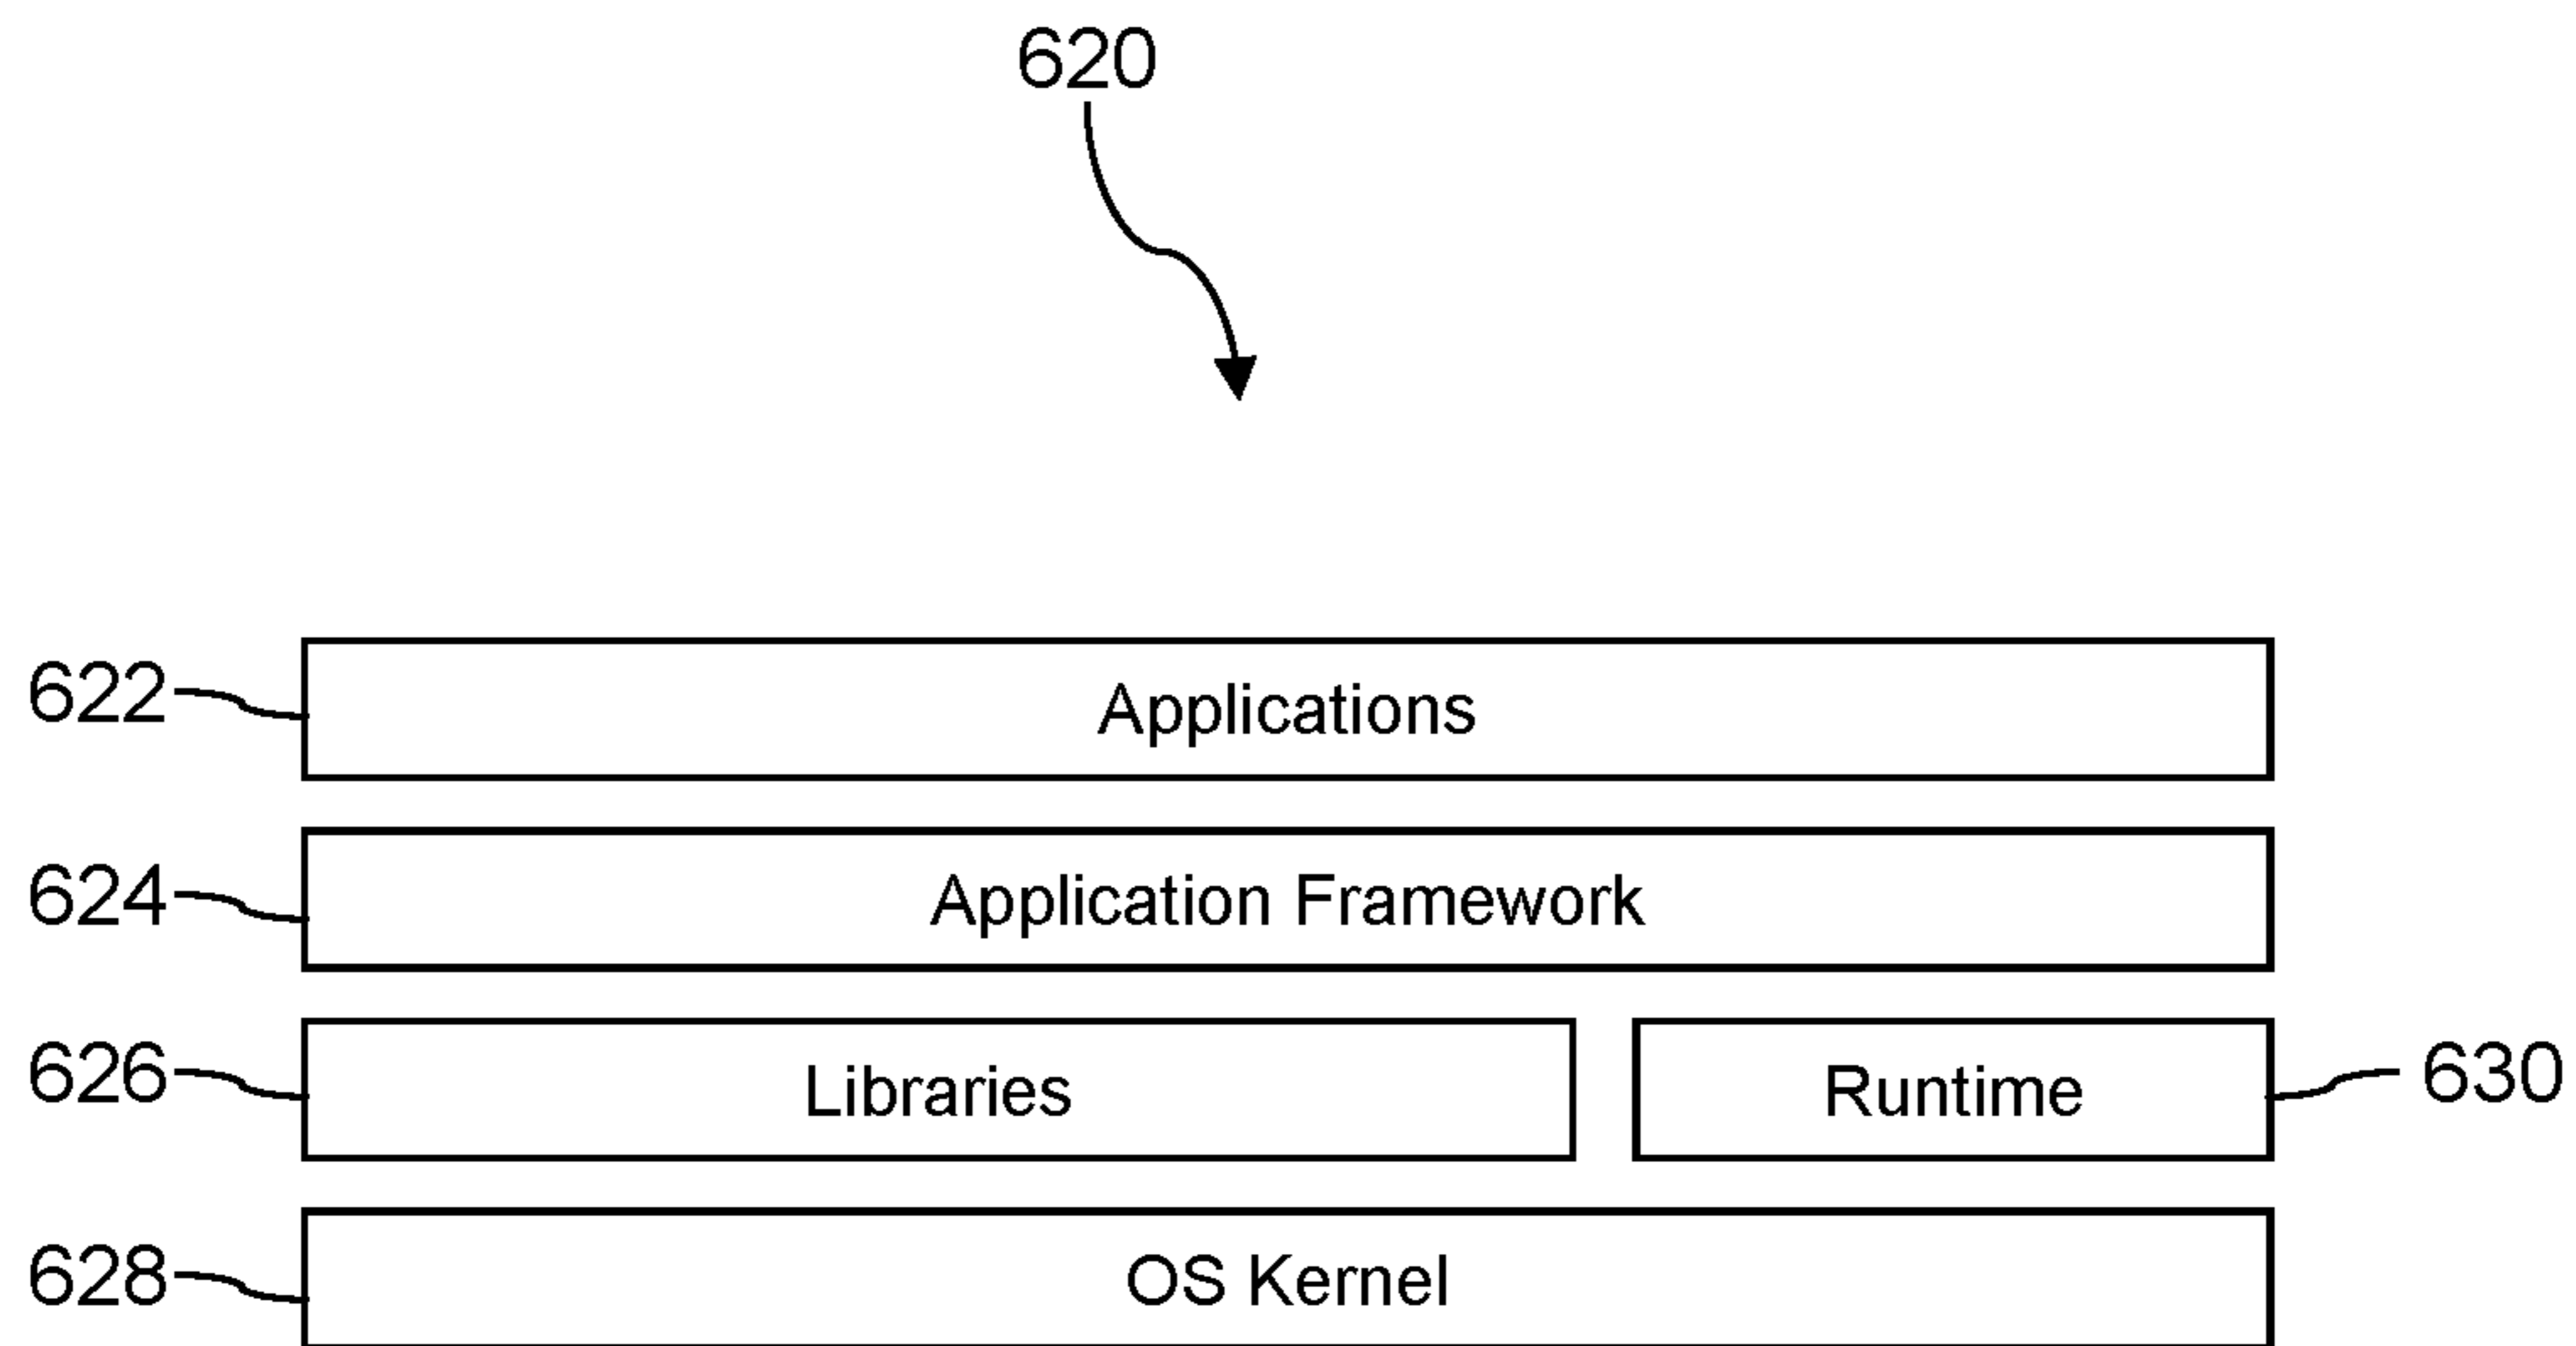 620
622 Applications
624 Application Framework
626 Libraries Runtime 630
628 OS Kernel